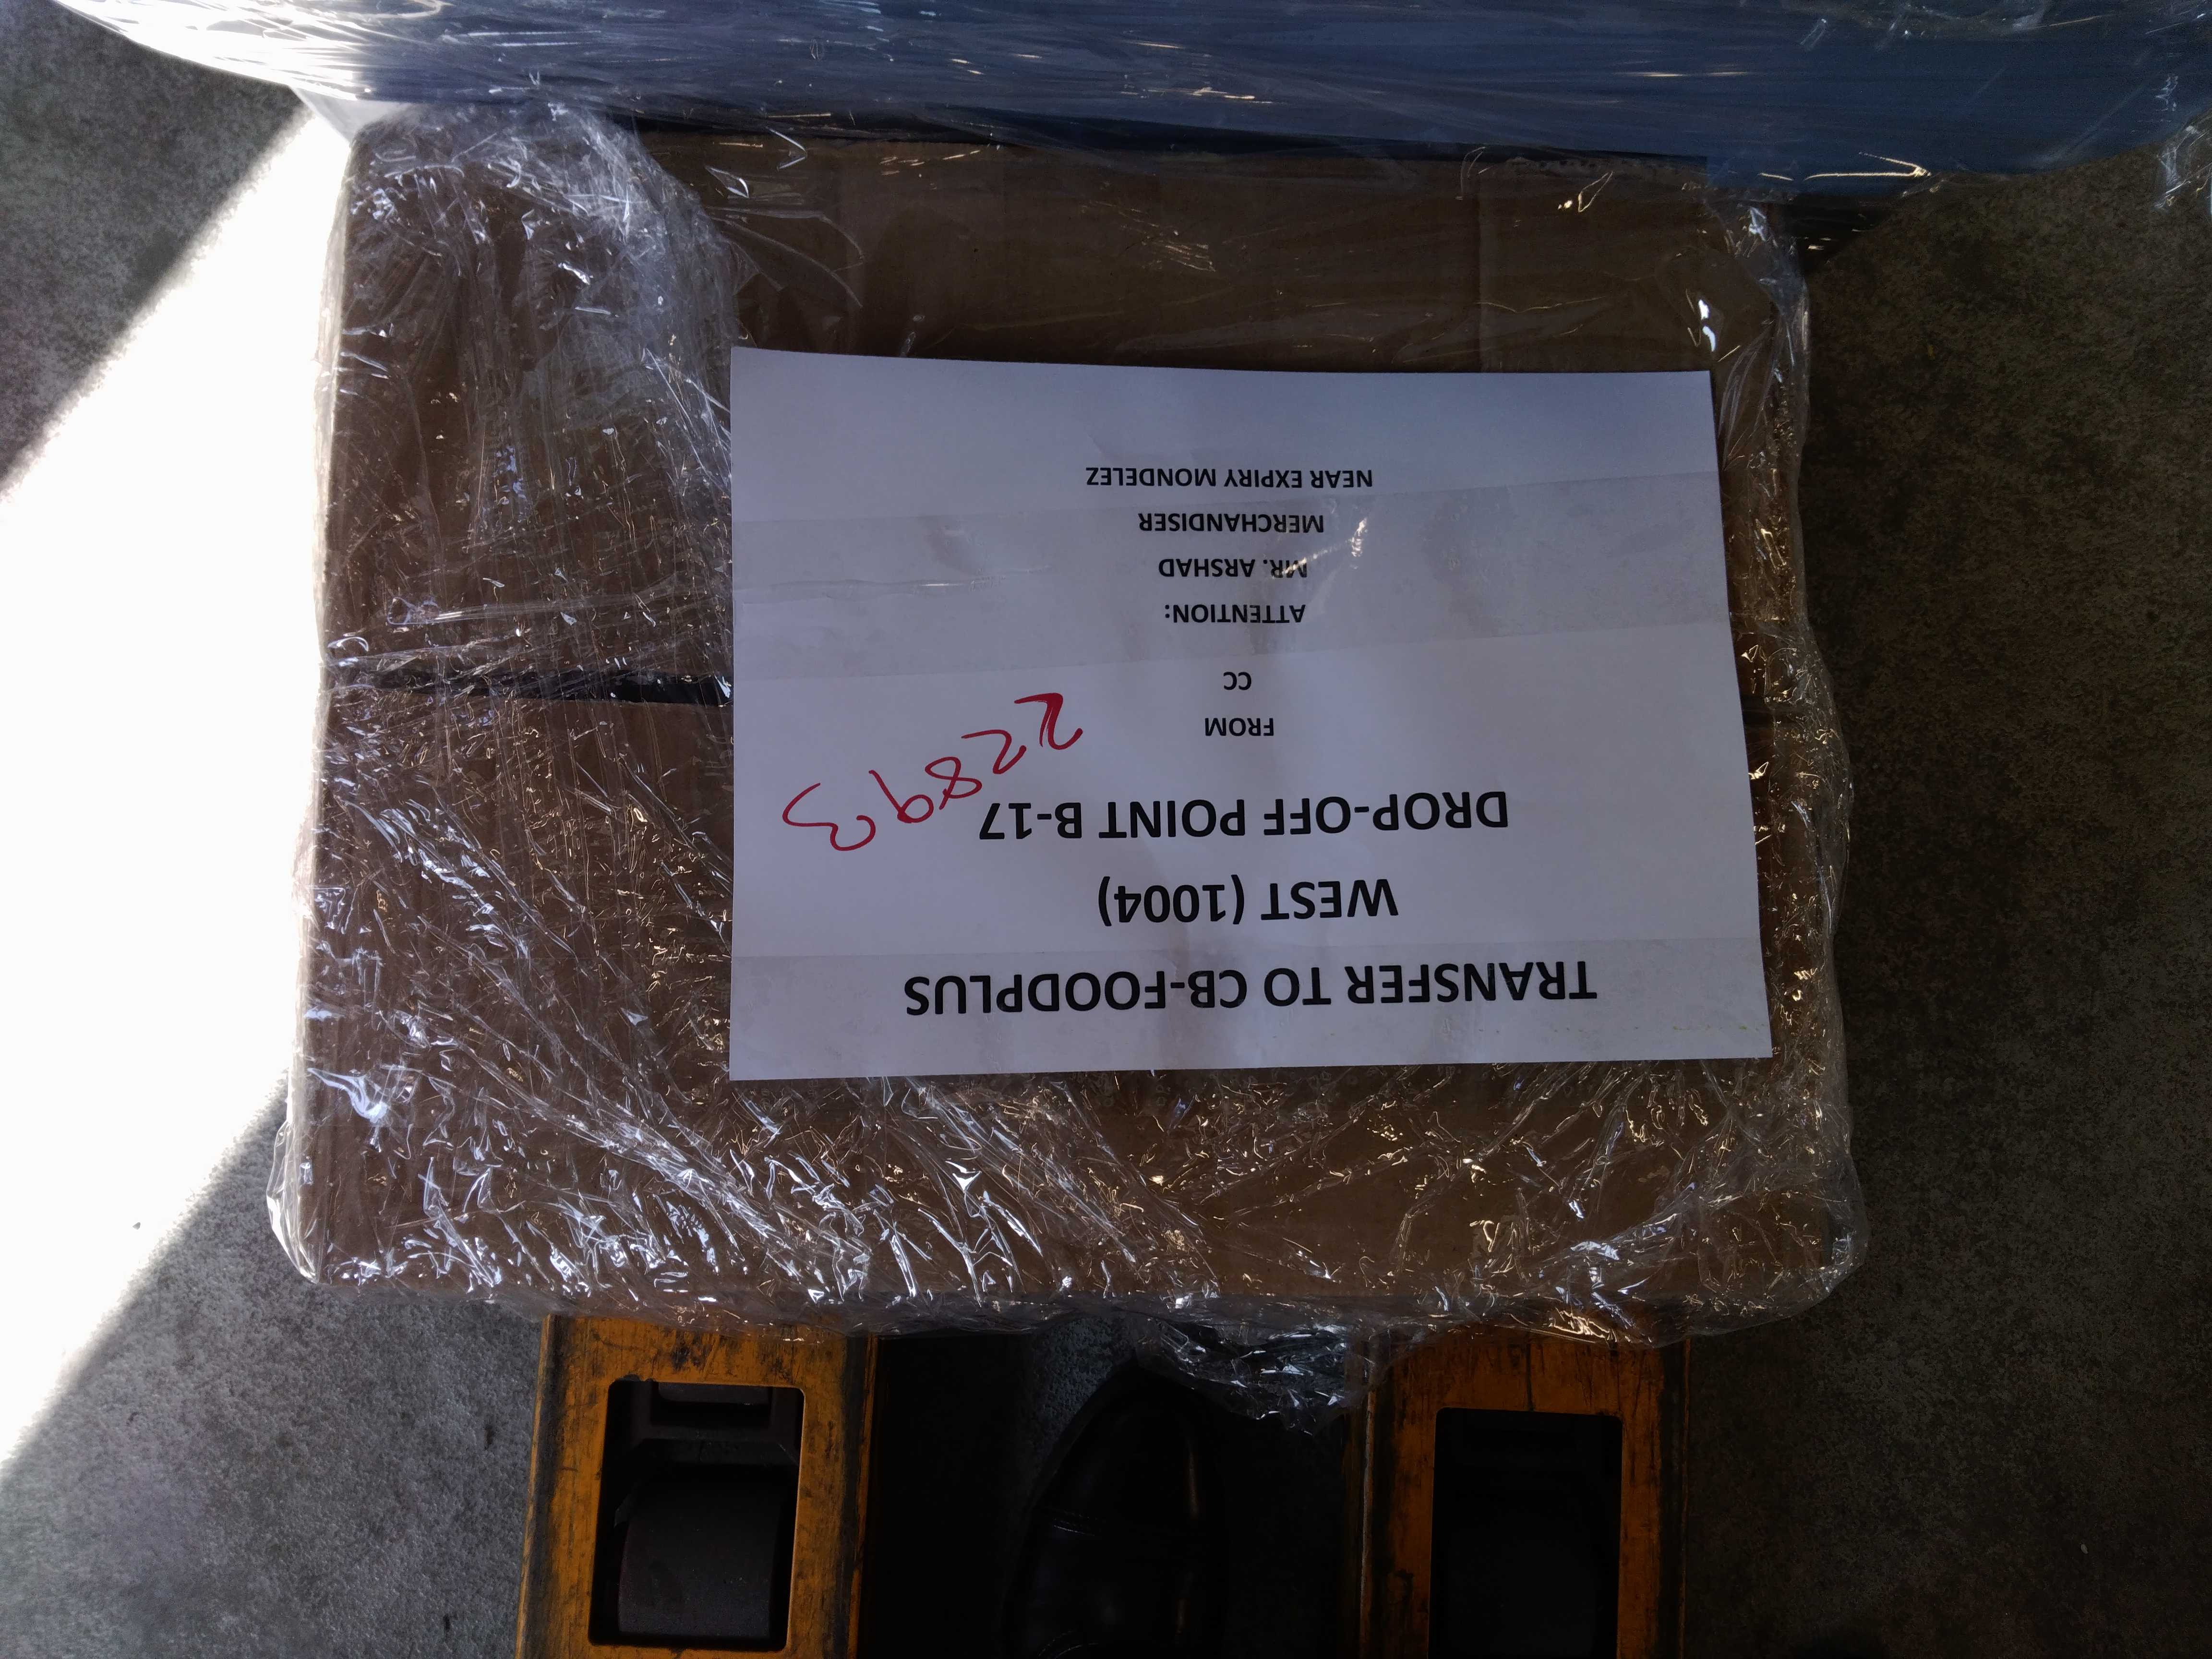 TRANSFER TO CB-FOODPLUS
WEST (1004)
DROP-OFF POINT B-17
22893
FROM
CC
ATTENTION:
MR. ARSHAD
MERCHANDISER
NEAR EXPIRY MONDELEZ